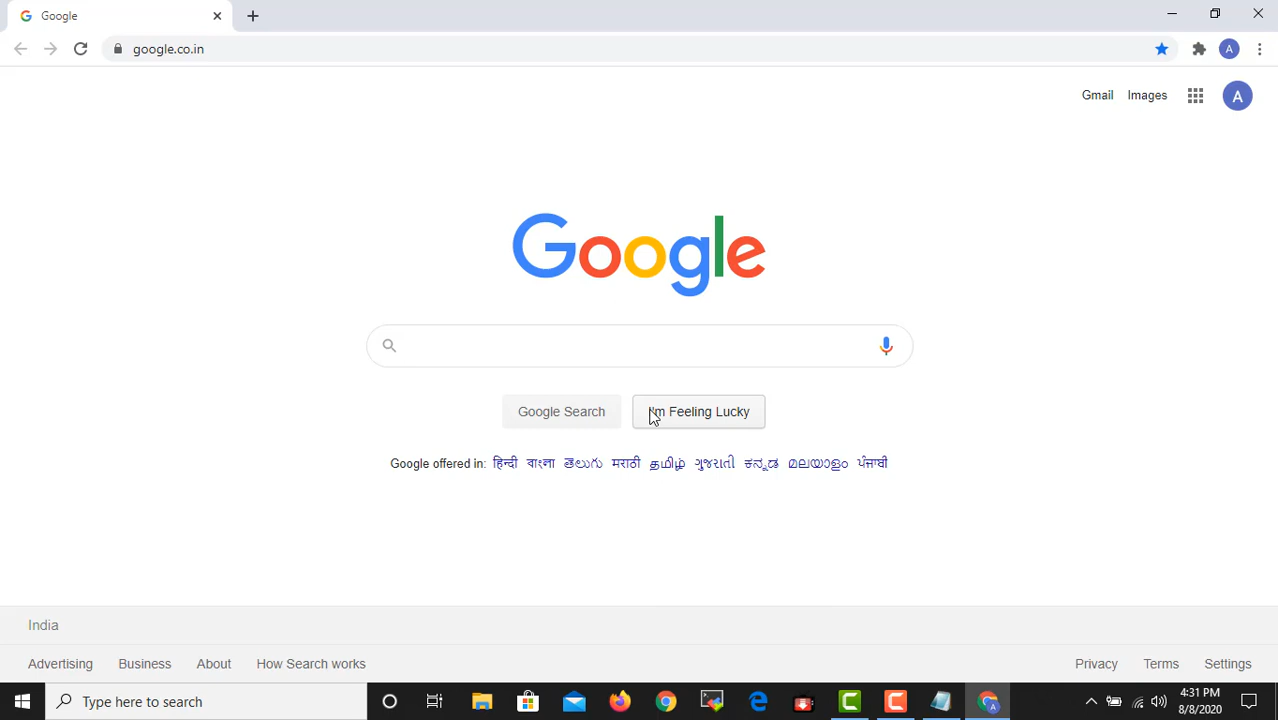 Google
google.co.in
A
Gmail Images
A
Google
Google Search I'm Feeling Lucky
Google offered in: हिन्दी বাংলা తెలుగు मराठी தமிழ் ગુજરાતી ಕನ್ನಡ മലയാളം ਪੰਜਾਬੀ
India
Advertising Business About How Search works Privacy Terms Settings
Type here to search
A
4:31 PM
8/8/2020